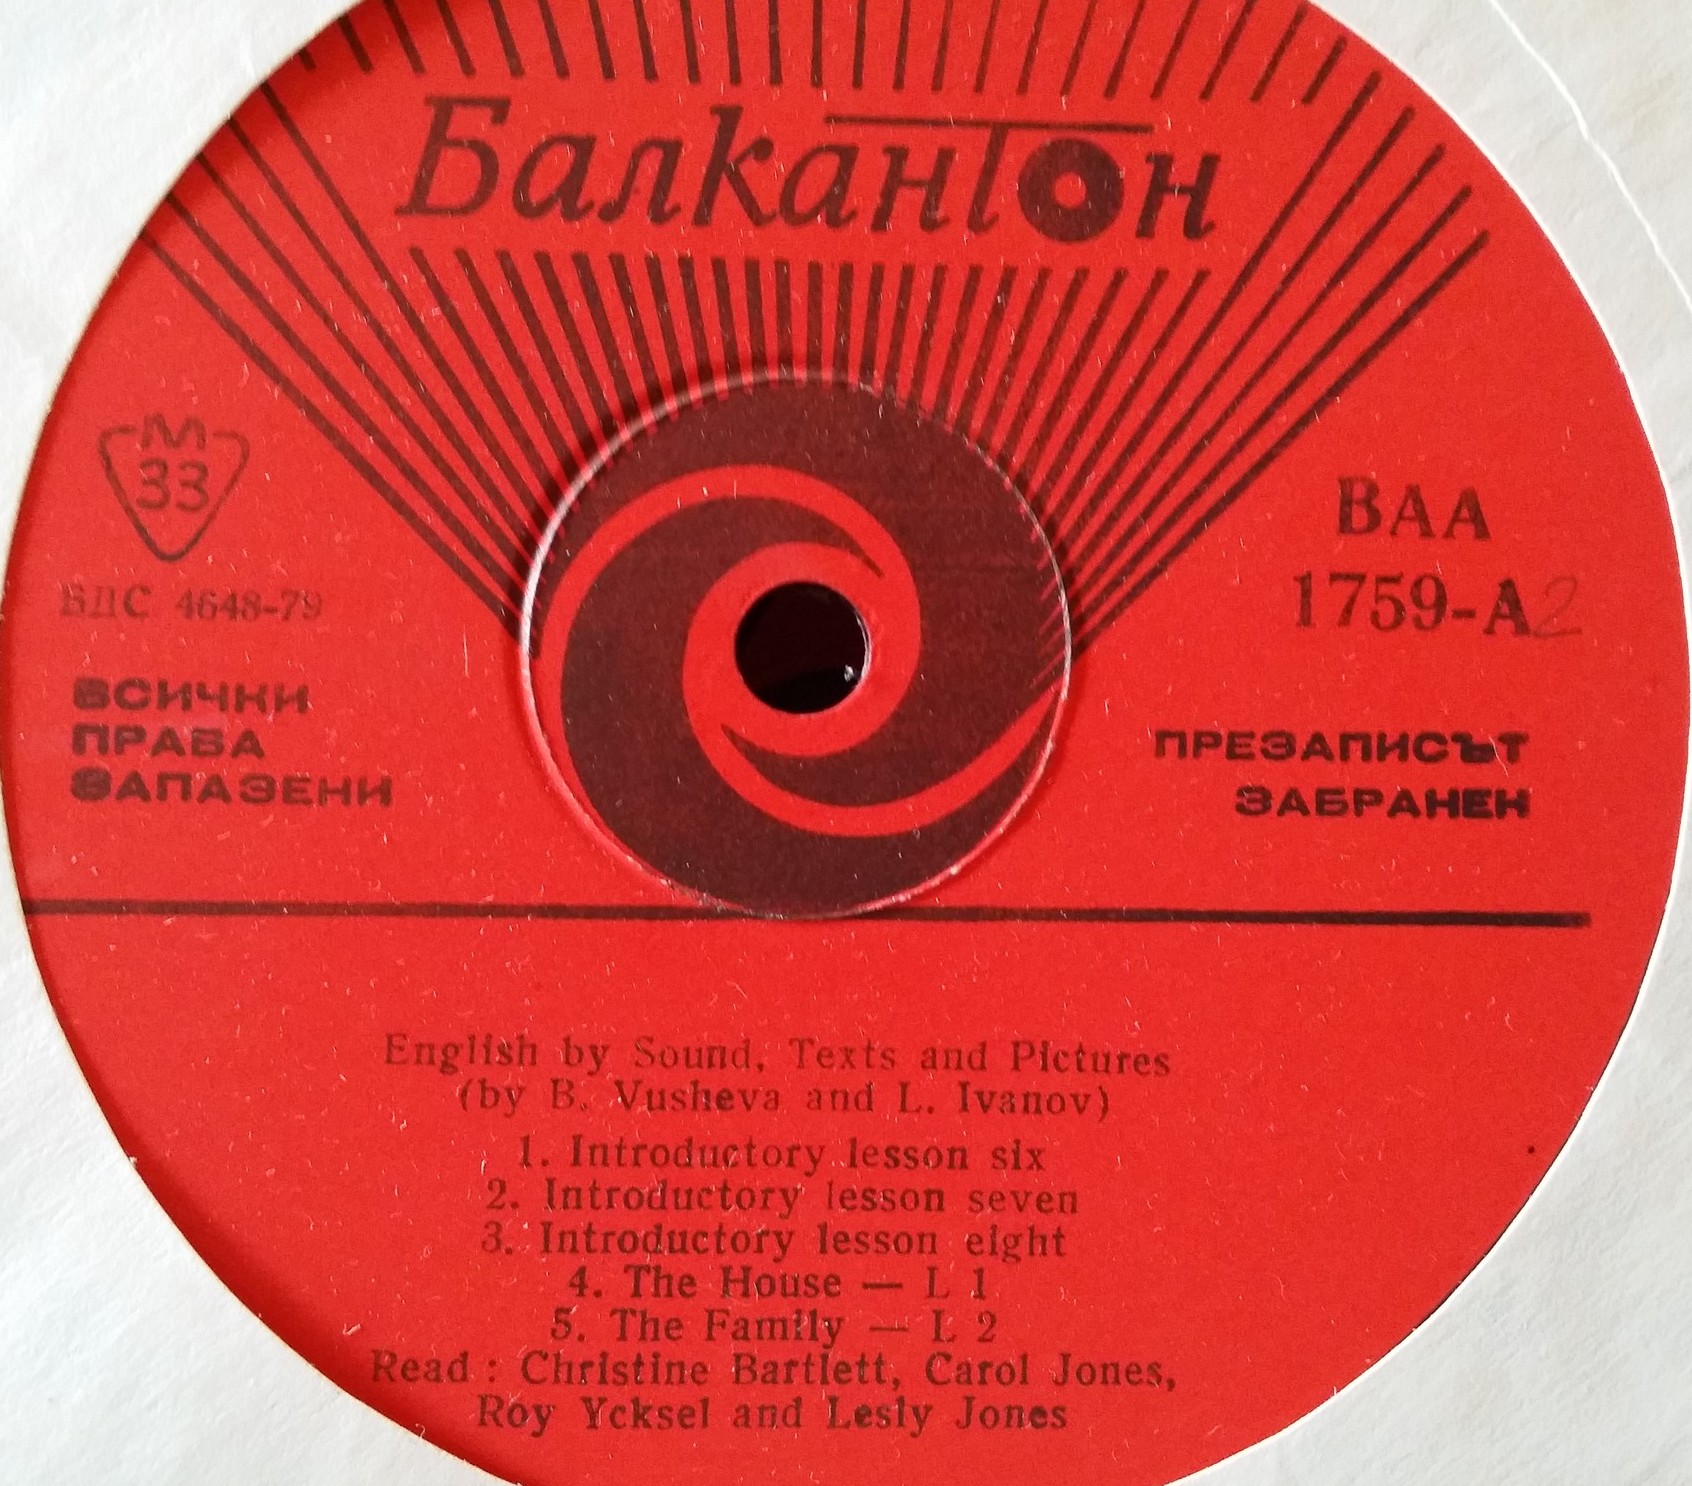 Балкантон
М
33
БДС 4648-79
ВСИЧКИ
ПРАВА
ЗАПАЗЕНИ
ВАА
1759-А2
ПРЕЗАПИСЪТ
ЗАБРАНЕН
English by Sound, Texts and Pictures
(by B. Vusheva and L. Ivanov)
1. Introductory lesson six
2. Introductory lesson seven
3. Introductory lesson eight
4. The House — L 1
5. The Family — L 2
Read : Christine Bartlett, Carol Jones,
Roy Ycksel and Lesly Jones